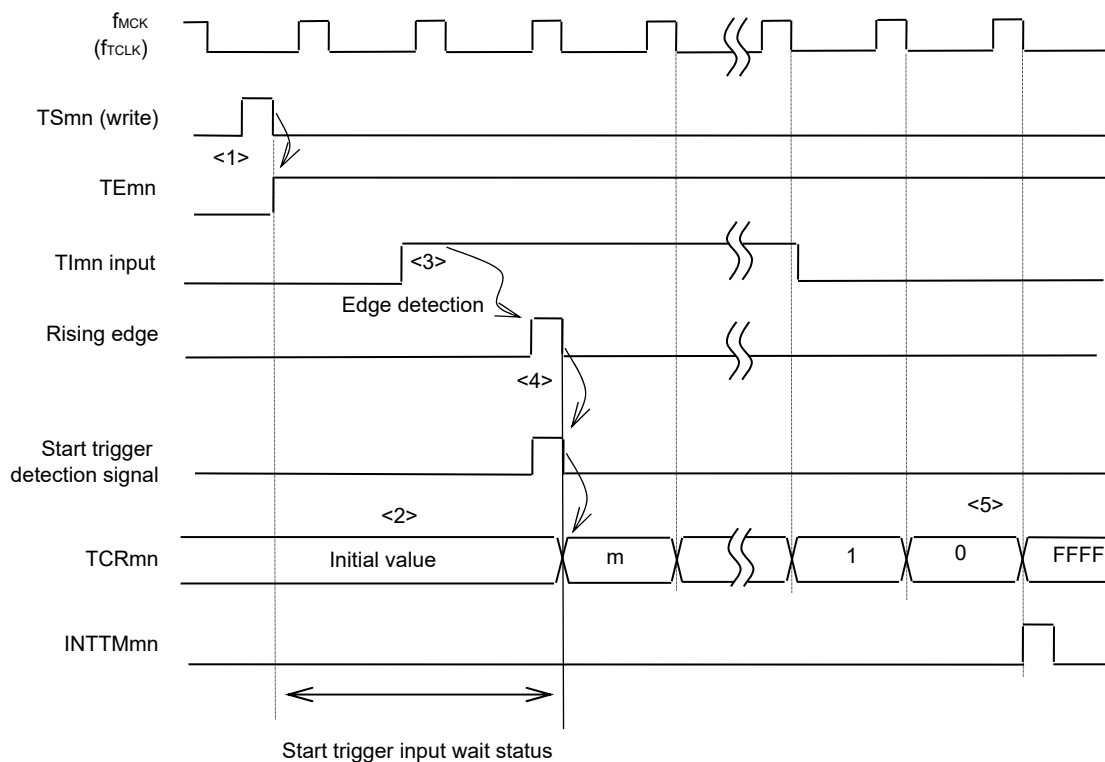 fMCK
(fTCLK)
TSmn (write)
<1>
TEmn
TImn input
<3>
Edge detection
Rising edge
<4>
Start trigger
detection signal
<2>
<5>
TCRmn
Initial value
m
1
0
FFFF
INTTMmn
Start trigger input wait status